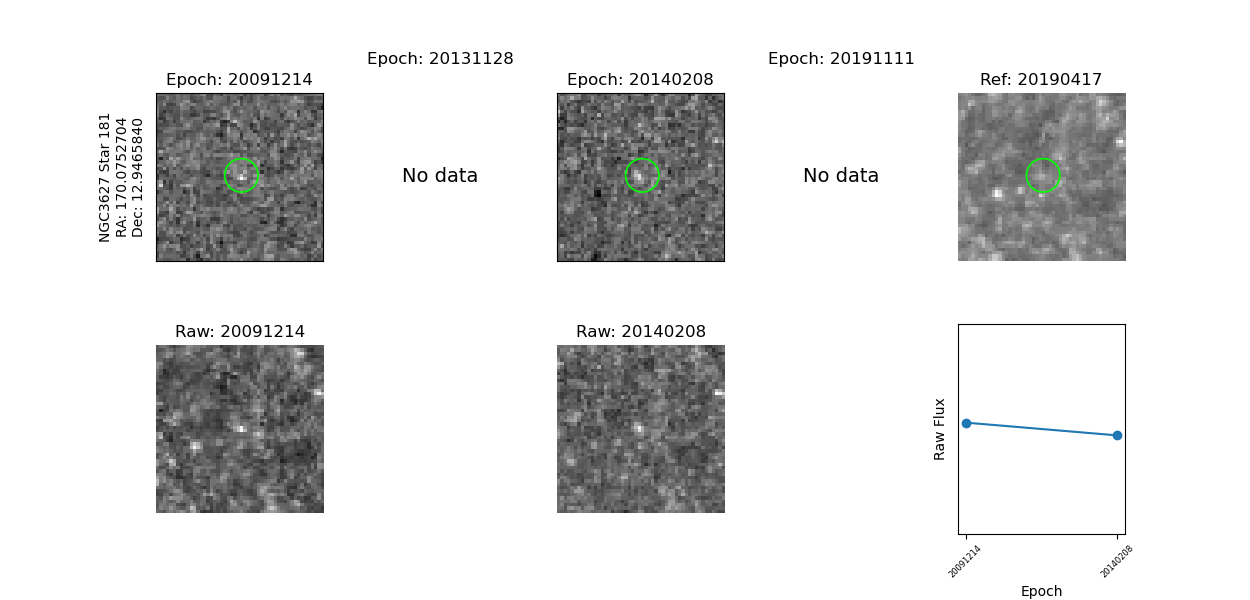 Epoch: 20131128
Epoch: 20191111
Epoch: 20091214
Epoch: 20140208
Ref: 20190417
NGC3627 Star 181
RA: 170.0752704
Dec: 12.9465840
No data
No data
Raw: 20091214
Raw: 20140208
Raw Flux
20091214
20140208
Epoch